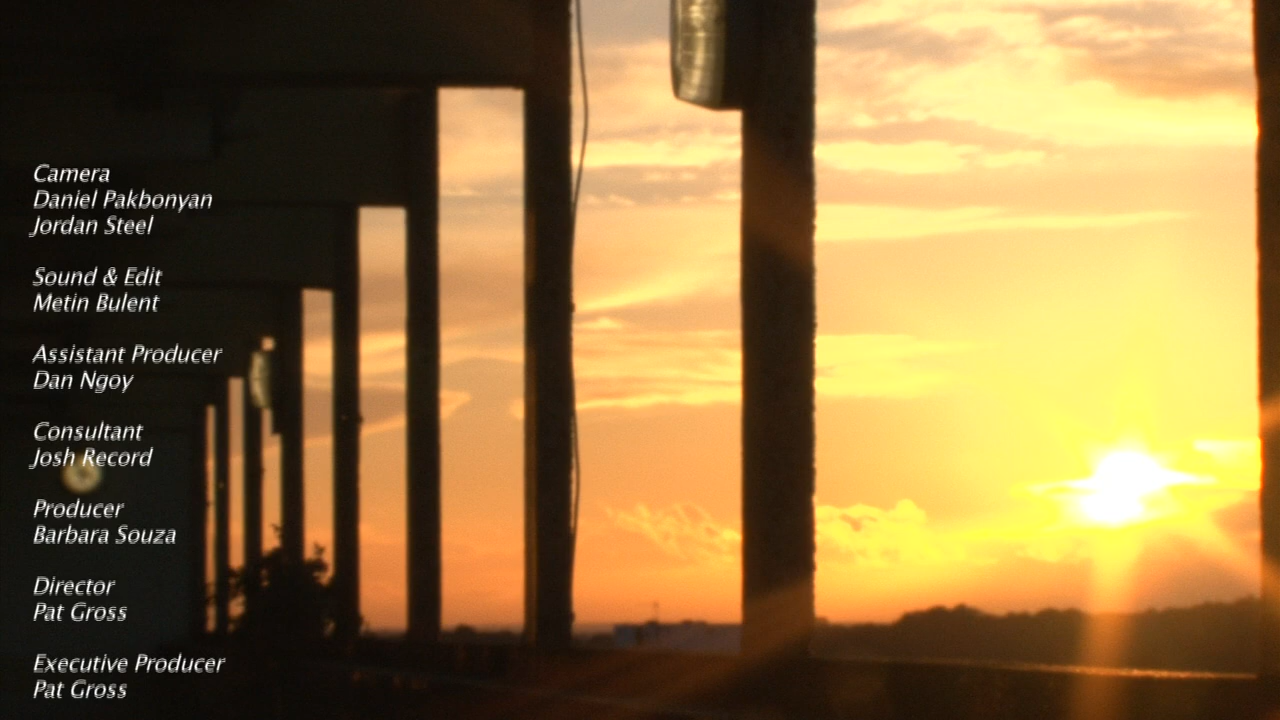 Camera
Daniel Pakbonyan
Jordan Steel
Sound & Edit
Metin Bulent
Assistant Producer
Dan Ngoy
Consultant
Josh Record
Producer
Barbara Souza
Director
Pat Gross
Executive Producer
Pat Gross